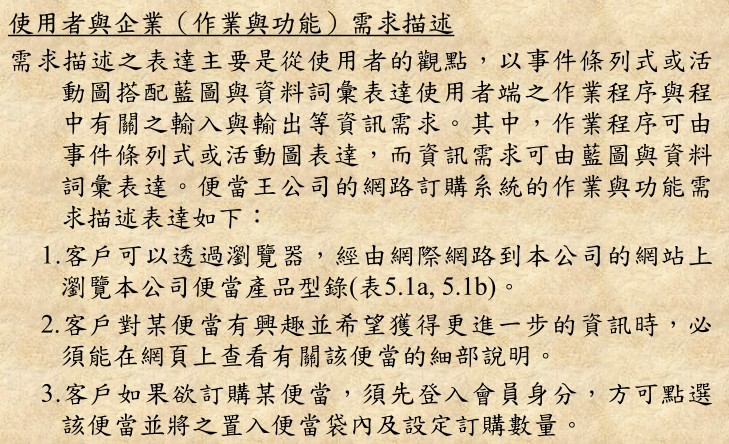 使用者與企業（作業與功能）需求描述
需求描述之表達主要是從使用者的觀點，以事件條列式或活
動圖搭配藍圖與資料詞彙表達使用者端之作業程序與程
中有關之輸入與輸出等資訊需求。其中，作業程序可由
事件條列式或活動圖表達，而資訊需求可由藍圖與資料
詞彙表達。便當王公司的網路訂購系統的作業與功能需
求描述表達如下：
1.客戶可以透過瀏覽器，經由網際網路到本公司的網站上
瀏覽本公司便當產品型錄(表5.1a, 5.1b)。
2.客戶對某便當有興趣並希望獲得更進一步的資訊時，必
須能在網頁上查看有關該便當的細部說明。
3.客戶如果欲訂購某便當，須先登入會員身分，方可點選
該便當並將之置入便當袋內及設定訂購數量。